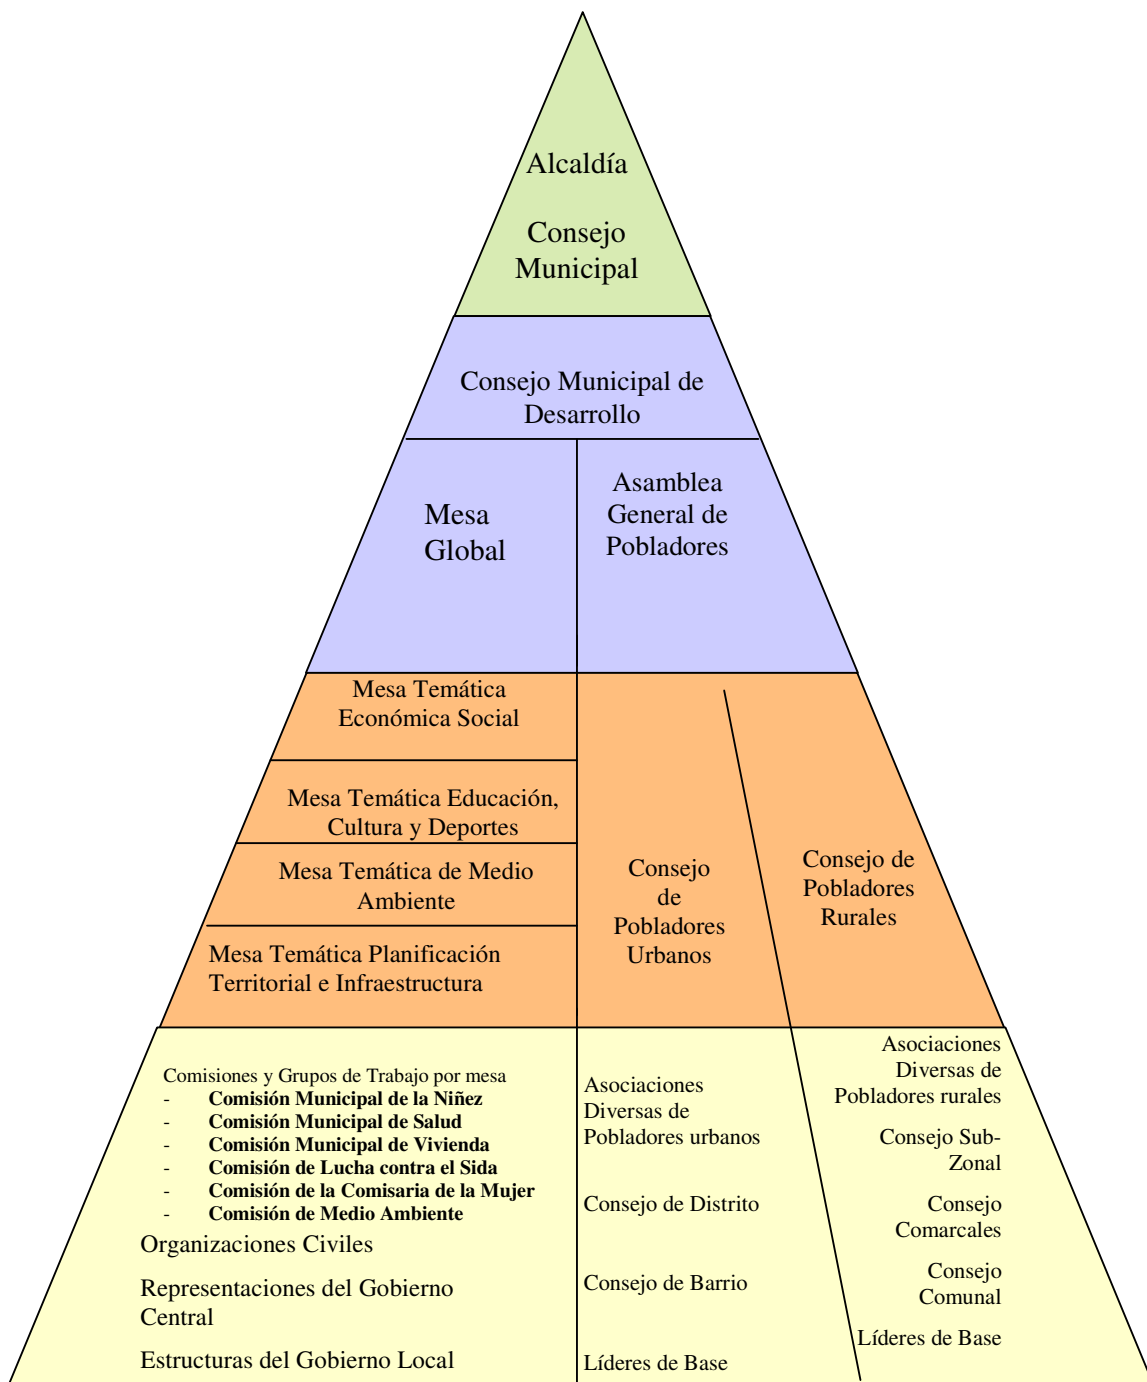 Alcaldía
Consejo
Municipal
Consejo Municipal de
Desarrollo
Mesa
Global
Asamblea
General de
Pobladores
Mesa Temática
Económica Social
Mesa Temática Educación,
Cultura y Deportes
Mesa Temática de Medio
Ambiente
Mesa Temática Planificación
Territorial e Infraestructura
Consejo
de
Pobladores
Urbanos
Consejo de
Pobladores
Rurales
Comisiones y Grupos de Trabajo por mesa
- Comisión Municipal de la Niñez
- Comisión Municipal de Salud
- Comisión Municipal de Vivienda
- Comisión de Lucha contra el Sida
- Comisión de la Comisaria de la Mujer
- Comisión de Medio Ambiente
Organizaciones Civiles
Representaciones del Gobierno
Central
Estructuras del Gobierno Local
Asociaciones
Diversas de
Pobladores urbanos
Consejo de Distrito
Consejo de Barrio
Líderes de Base
Asociaciones
Diversas de
Pobladores rurales
Consejo Sub-
Zonal
Consejo
Comarcales
Consejo
Comunal
Líderes de Base